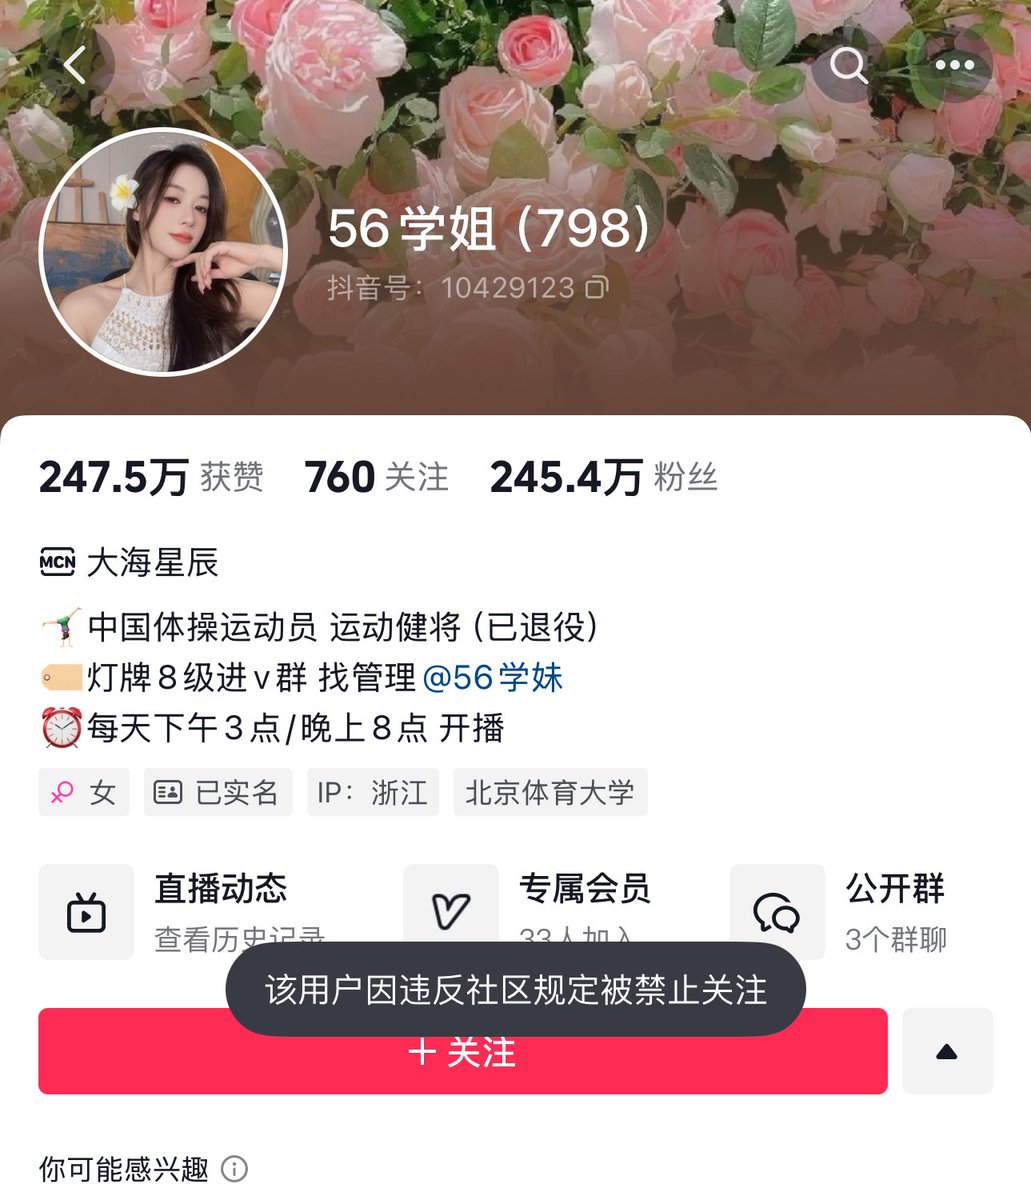 56学姐（798）
抖音号：10429123
247.5万 获赞 760 关注 245.4万 粉丝
MCN 大海星辰
中国体操运动员 运动健将（已退役）
灯牌8级进v群 找管理@56学妹
每天下午3点/晚上8点 开播
女 已实名 IP：浙江 北京体育大学
直播动态 专属会员 公开群
查看历史记录 33人加入 3个群聊
该用户因违反社区规定被禁止关注
关注
你可能感兴趣